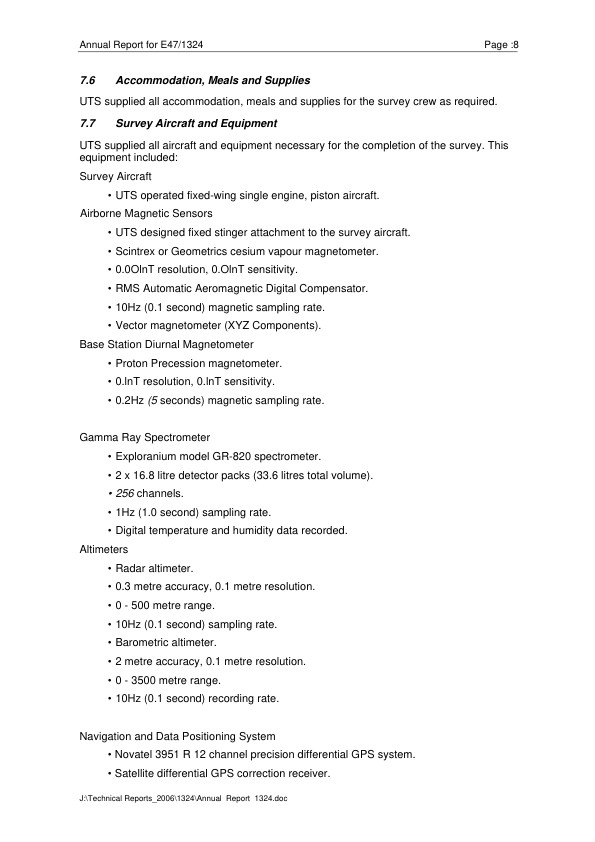 Annual Report for E47/1324 Page :8
7.6 Accommodation, Meals and Supplies
UTS supplied all accommodation, meals and supplies for the survey crew as required.
7.7 Survey Aircraft and Equipment
UTS supplied all aircraft and equipment necessary for the completion of the survey. This
equipment included:
Survey Aircraft
• UTS operated fixed-wing single engine, piston aircraft.
Airborne Magnetic Sensors
• UTS designed fixed stinger attachment to the survey aircraft.
• Scintrex or Geometrics cesium vapour magnetometer.
• 0.0OlnT resolution, 0.OlnT sensitivity.
• RMS Automatic Aeromagnetic Digital Compensator.
• 10Hz (0.1 second) magnetic sampling rate.
• Vector magnetometer (XYZ Components).
Base Station Diurnal Magnetometer
• Proton Precession magnetometer.
• 0.lnT resolution, 0.lnT sensitivity.
• 0.2Hz (5 seconds) magnetic sampling rate.
Gamma Ray Spectrometer
• Exploranium model GR-820 spectrometer.
• 2 x 16.8 litre detector packs (33.6 litres total volume).
• 256 channels.
• 1Hz (1.0 second) sampling rate.
• Digital temperature and humidity data recorded.
Altimeters
• Radar altimeter.
• 0.3 metre accuracy, 0.1 metre resolution.
• 0 - 500 metre range.
• 10Hz (0.1 second) sampling rate.
• Barometric altimeter.
• 2 metre accuracy, 0.1 metre resolution.
• 0 - 3500 metre range.
• 10Hz (0.1 second) recording rate.
Navigation and Data Positioning System
• Novatel 3951 R 12 channel precision differential GPS system.
• Satellite differential GPS correction receiver.
J:\Technical Reports_2006\1324\Annual Report 1324.doc